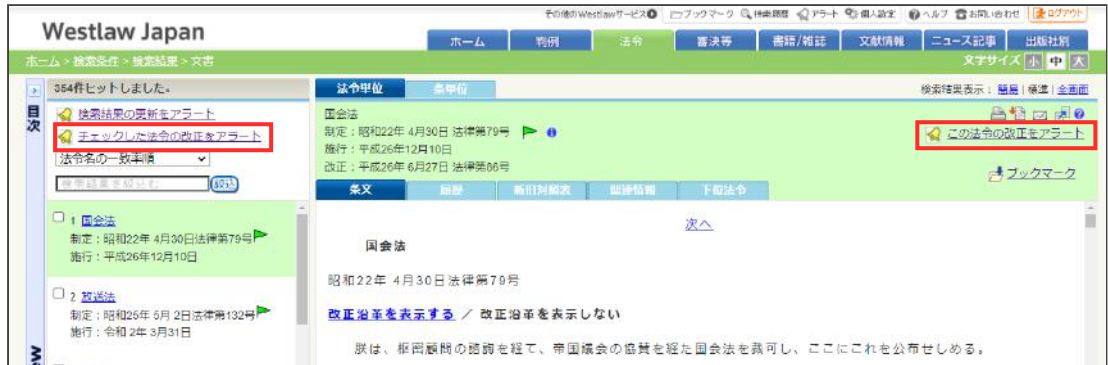 その他のWestlawサービス ブックマーク 検索履歴 アラート 個人設定 ヘルプ お問い合わせ ログアウト
Westlaw Japan
ホーム 判例 法令 審決等 書籍/雑誌 文献情報 ニュース記事 出版社別
ホーム > 検索条件 > 検索結果 > 文書
文字サイズ 小 中 大
目次
354件ヒットしました。
検索結果の更新をアラート
チェックした法令の改正をアラート
法令名の一致率順
検索結果を絞込む 絞込
1 国会法
制定：昭和22年 4月30日法律第79号
施行：平成26年12月10日
2 放送法
制定：昭和25年 5月 2日法律第132号
施行：令和 2年 3月31日
法令単位 条単位
検索結果表示： 簡易 | 標準 | 全画面
国会法
制定：昭和22年 4月30日 法律第79号
施行：平成26年12月10日
改正：平成26年 6月27日 法律第86号
この法令の改正をアラート
ブックマーク
条文 履歴 新旧対照表 関連情報 下位法令
次へ
国会法
昭和22年 4月30日法律第79号
改正沿革を表示する ／ 改正沿革を表示しない
朕は、枢密顧問の諮詢を経て、帝国議会の協賛を経た国会法を裁可し、ここにこれを公布せしめる。